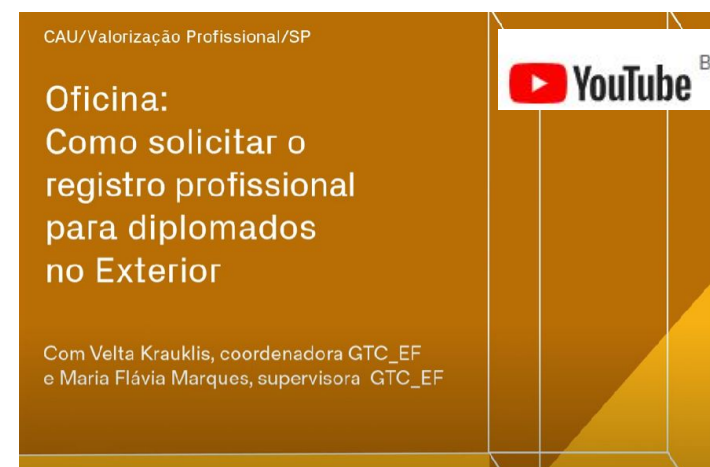 CAU/Valorização Profissional/SP
YouTube
B
Oficina:
Como solicitar o
registro profissional
para diplomados
no Exterior
Com Velta Krauklis, coordenadora GTC_EF
e Maria Flávia Marques, supervisora GTC_EF